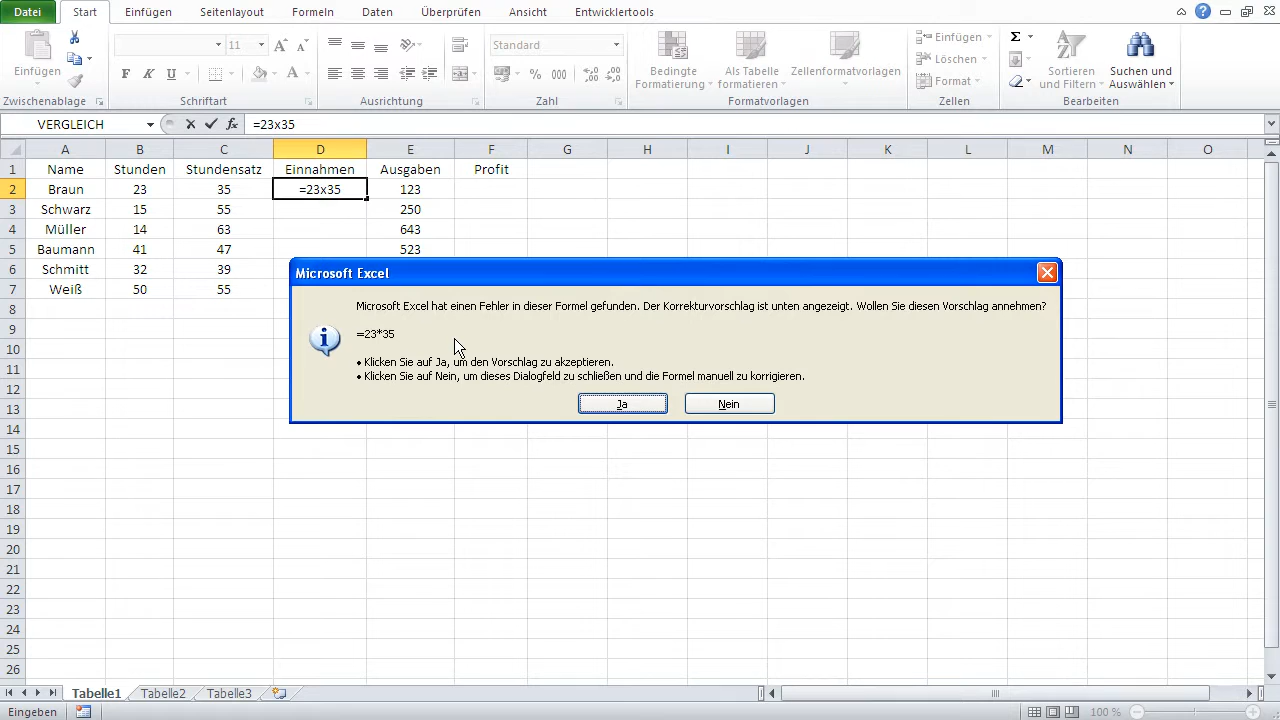 Datei Start Einfügen Seitenlayout Formeln Daten Überprüfung Ansicht Entwicklertools
11 Standard Einfügen Σ
Einfügen Bedingte Formatierung Als Tabelle formatieren Zellenformatvorlagen Löschen Sortieren und Filtern Suchen und Auswählen
F K U % 000 Format
Zwischenablage Schriftart Ausrichtung Zahl Formatvorlagen Zellen Bearbeiten
VERGLEICH fx =23x35
A B C D E F G H I J K L M N O
1 Name Stunden Stundensatz Einnahmen Ausgaben Profit
2 Braun 23 35 =23x35 123
3 Schwarz 15 55 250
4 Müller 14 63 643
5 Baumann 41 47 523
6 Schmitt 32 39
7 Weiß 50 55
8
9
10
11
12
13
14
15
16
17
18
19
20
21
22
23
24
25
26
Microsoft Excel
Microsoft Excel hat einen Fehler in dieser Formel gefunden. Der Korrekturvorschlag ist unten angezeigt. Wollen Sie diesen Vorschlag annehmen?
=23*35
• Klicken Sie auf Ja, um den Vorschlag zu akzeptieren.
• Klicken Sie auf Nein, um dieses Dialogfeld zu schließen und die Formel manuell zu korrigieren.
Ja Nein
Tabelle1 Tabelle2 Tabelle3
Eingeben 100 %